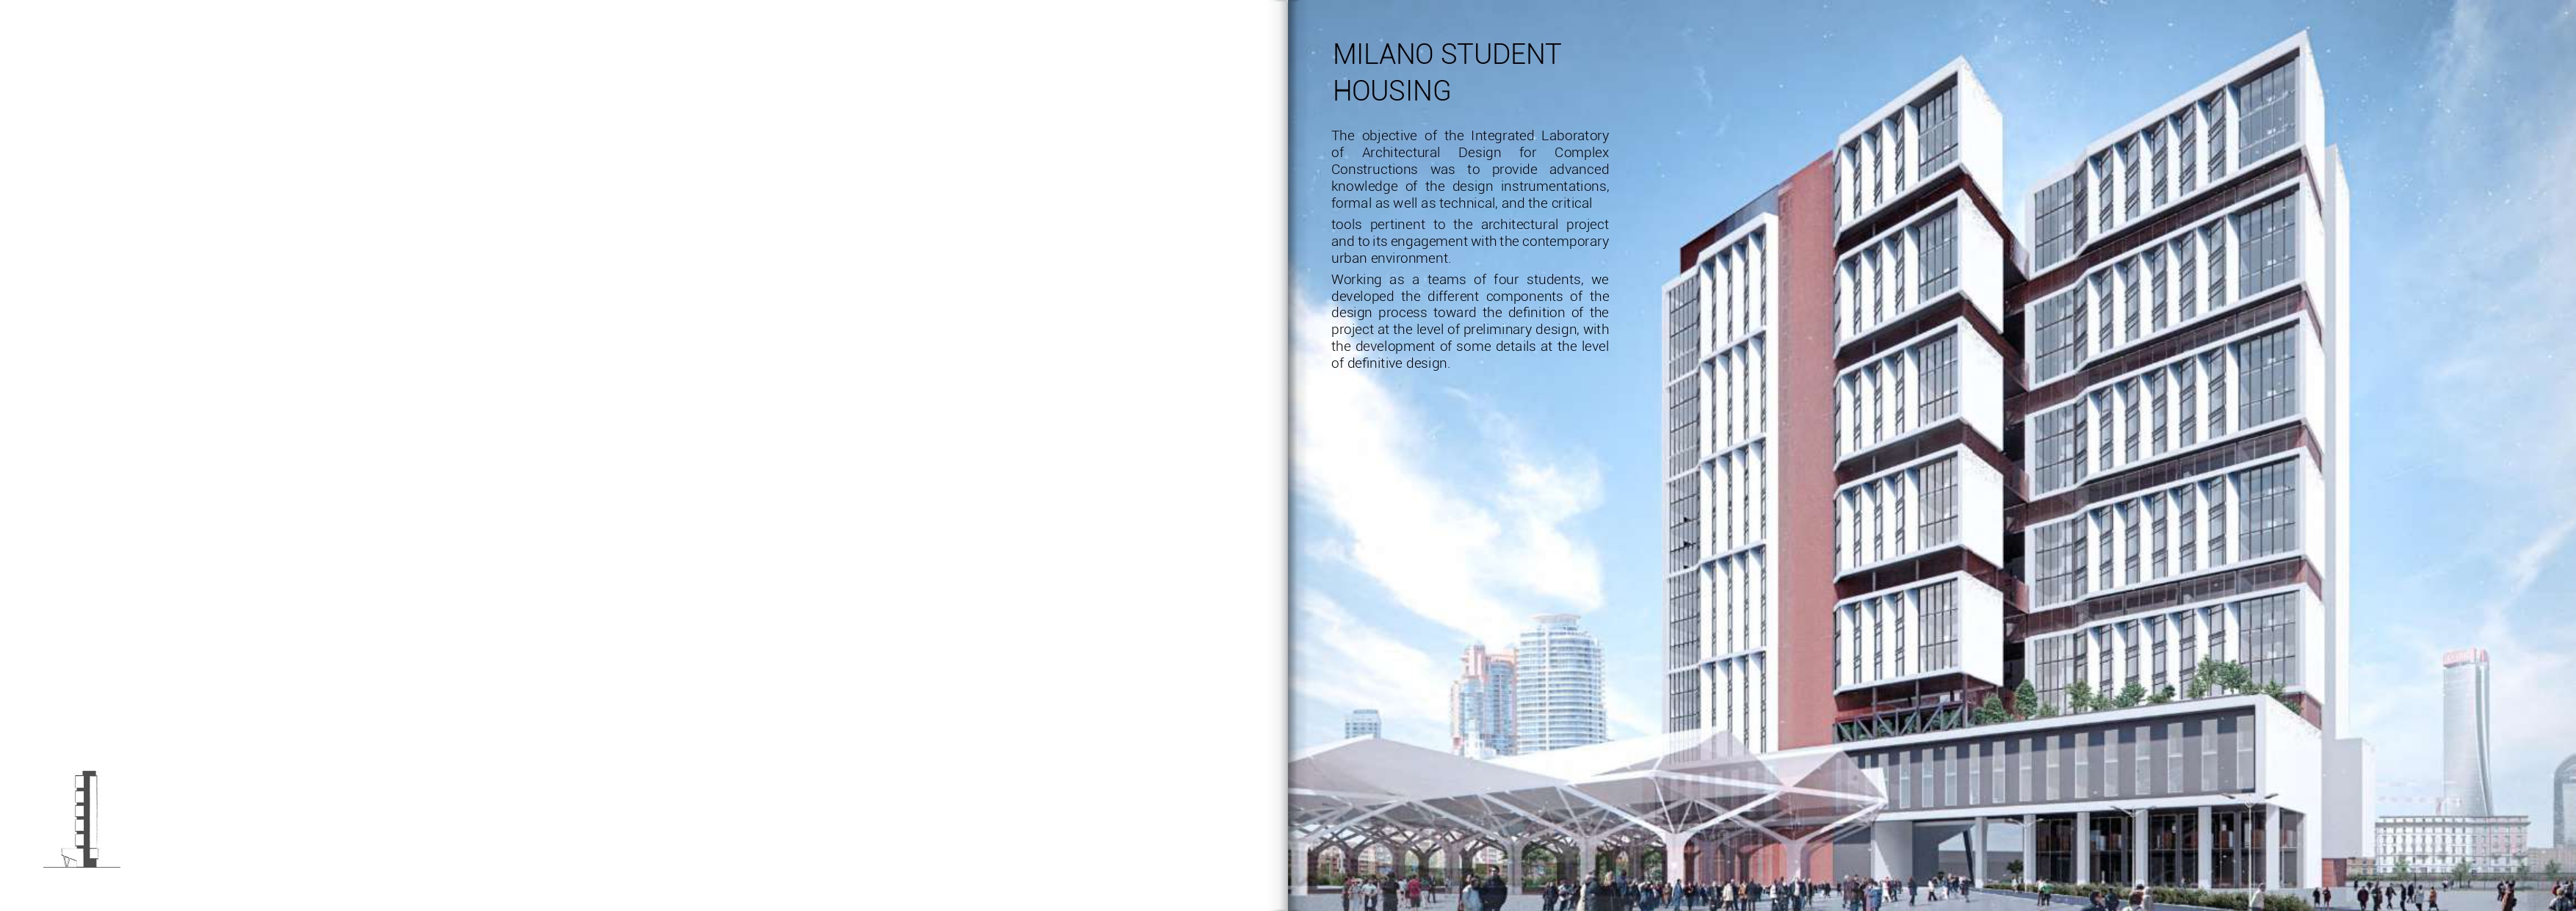 MILANO STUDENT
HOUSING
The objective of the Integrated Laboratory
of Architectural Design for Complex
Constructions was to provide advanced
knowledge of the design instrumentations,
formal as well as technical, and the critical
tools pertinent to the architectural project
and to its engagement with the contemporary
urban environment.
Working as a teams of four students, we
developed the different components of the
design process toward the definition of the
project at the level of preliminary design, with
the development of some details at the level
of definitive design.